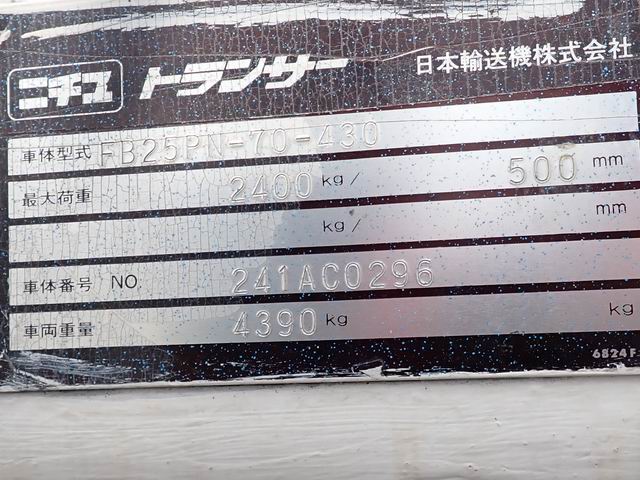 ニチユ トランサー 日本輸送機株式会社
車体型式 FB25PN-70-430
最大荷重 2400 kg/ 500 mm
kg/ mm
車体番号 NO. 241AC0296
車両重量 4390 kg kg
6824F